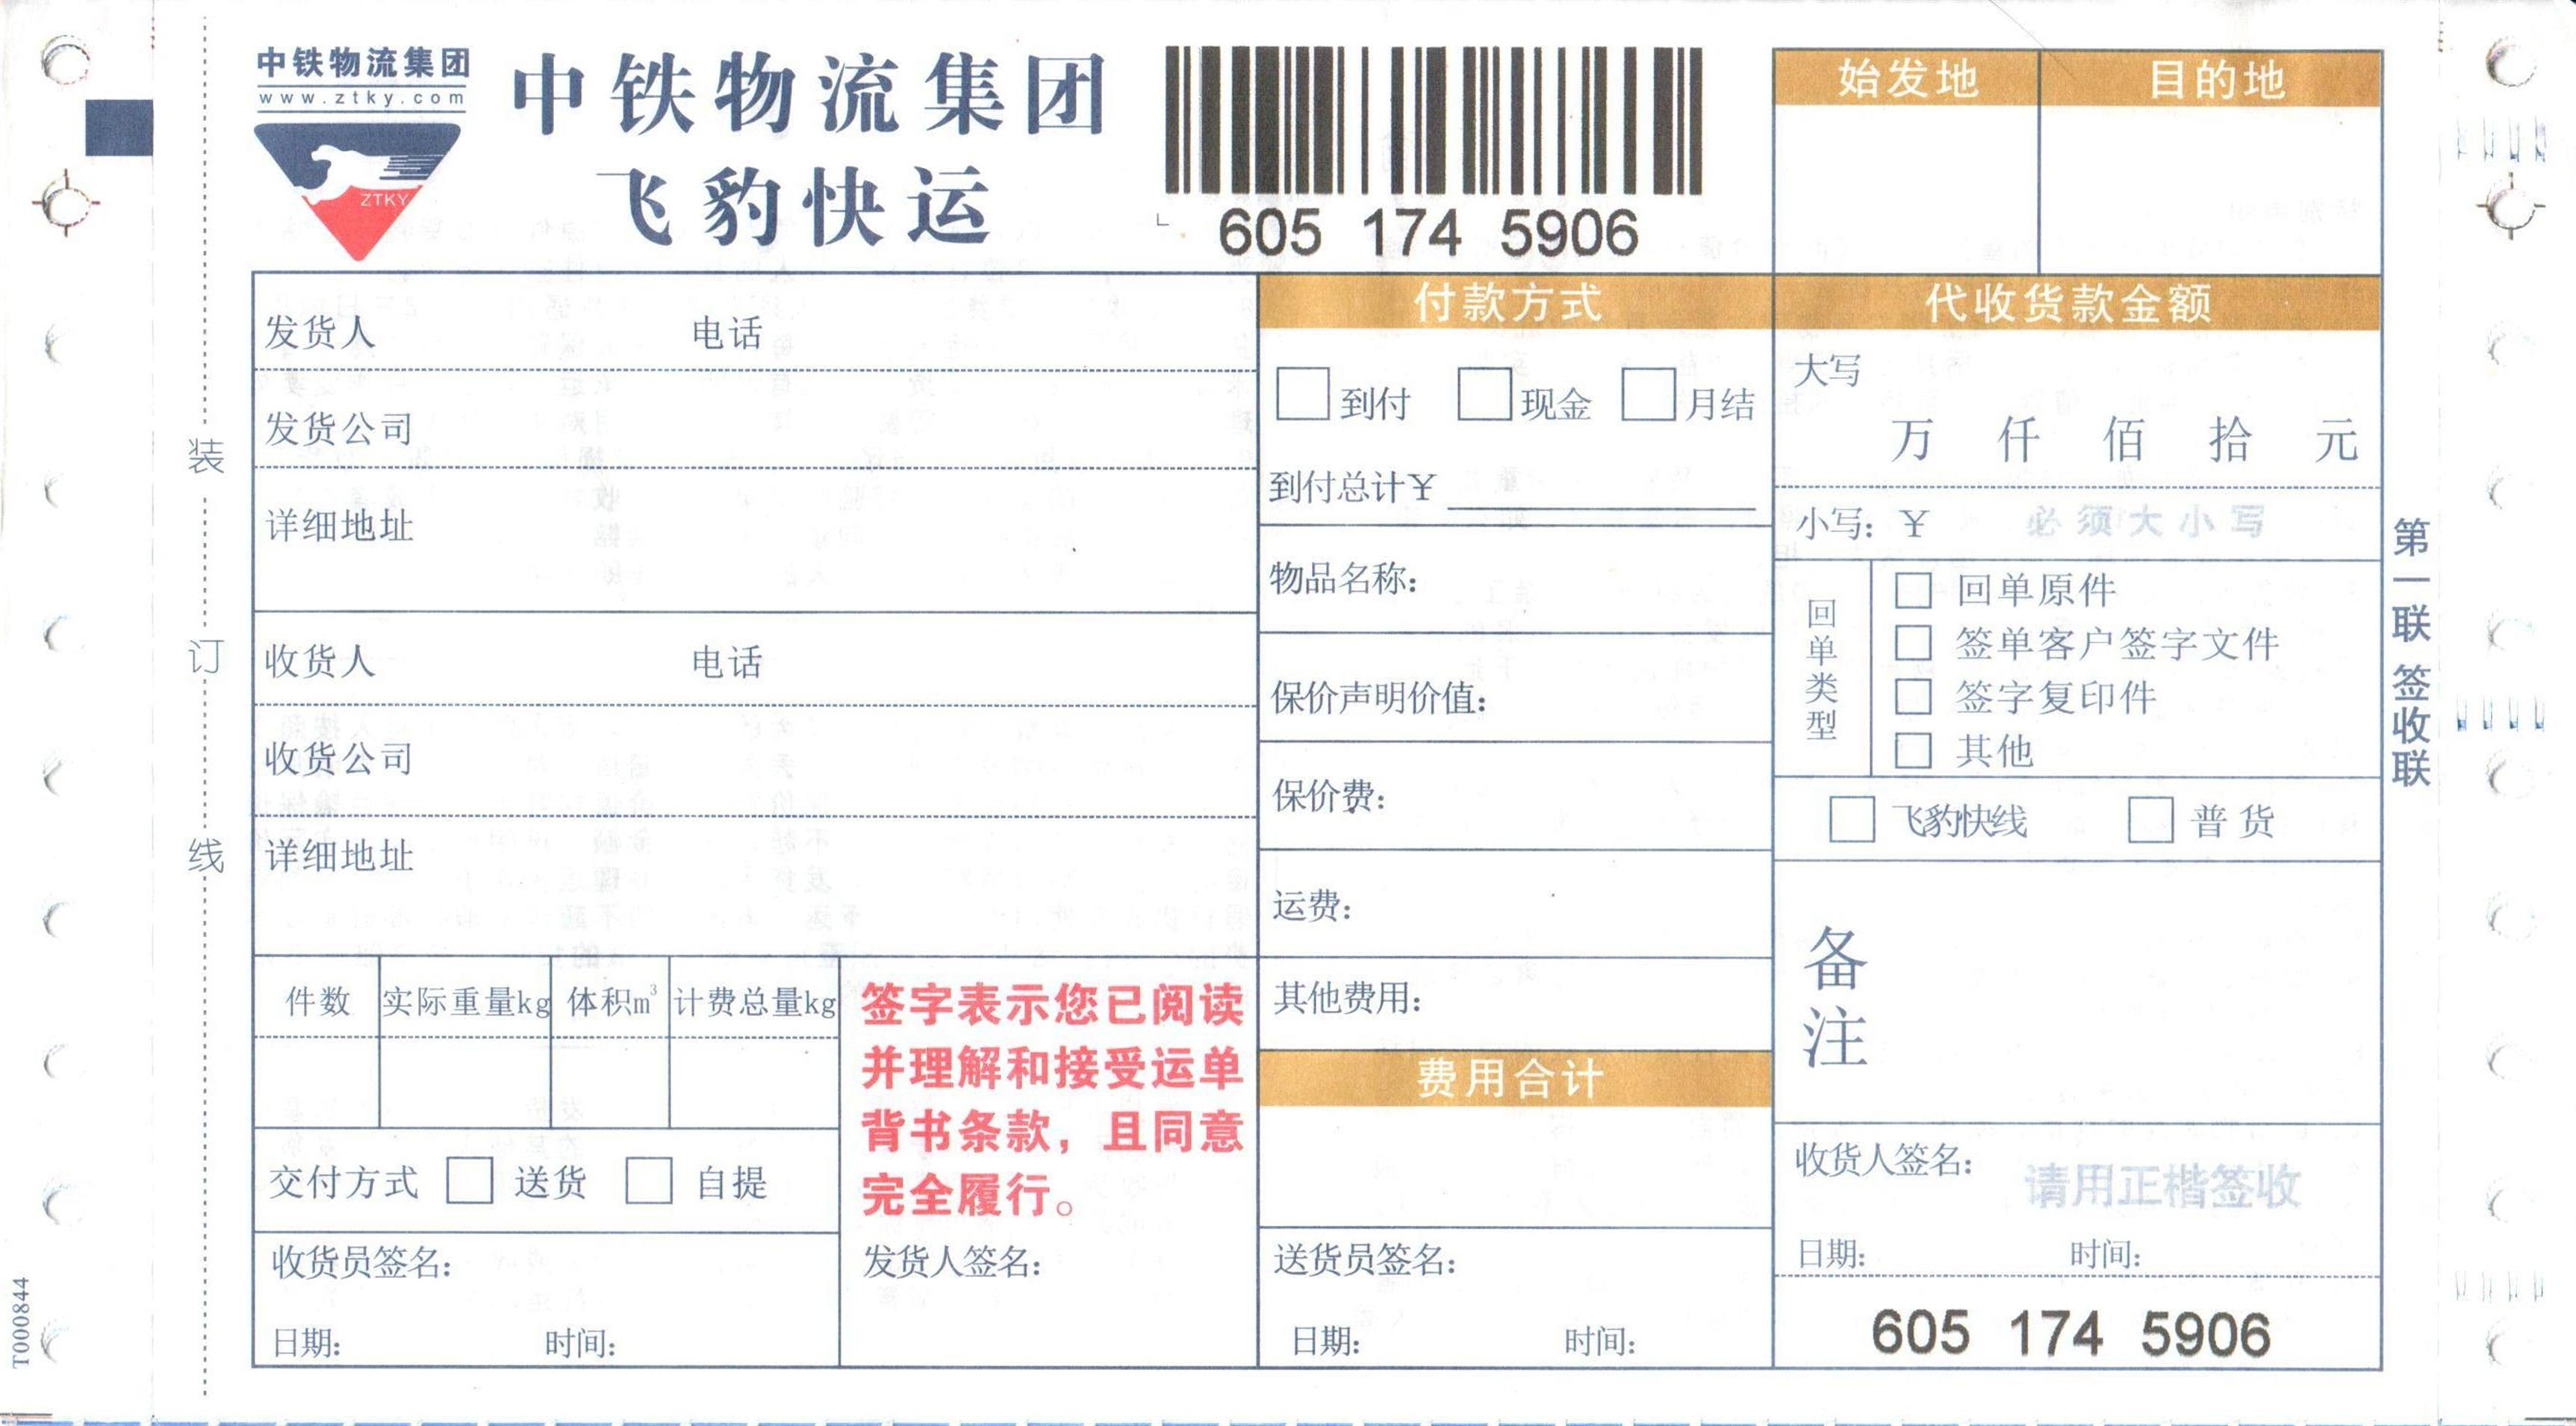 中铁物流集团
www.ztky.com
ZTKY
中铁物流集团
飞豹快运
605 174 5906
始发地 目的地
发货人 电话
发货公司
详细地址
收货人 电话
收货公司
详细地址
件数 实际重量kg 体积m³ 计费总量kg
交付方式 送货 自提
收货员签名:
日期: 时间:
签字表示您已阅读
并理解和接受运单
背书条款，且同意
完全履行。
发货人签名:
付款方式
到付 现金 月结
到付总计￥
物品名称:
保价声明价值:
保价费:
运费:
其他费用:
费用合计
送货员签名:
日期: 时间:
代收货款金额
大写
万 仟 佰 拾 元
小写: ￥ 必须大小写
回单类型
回单原件
签单客户签字文件
签字复印件
其他
飞豹快线 普货
备注
收货人签名: 请用正楷签收
日期: 时间:
605 174 5906
第一联 签收联
装
订
线
T000844